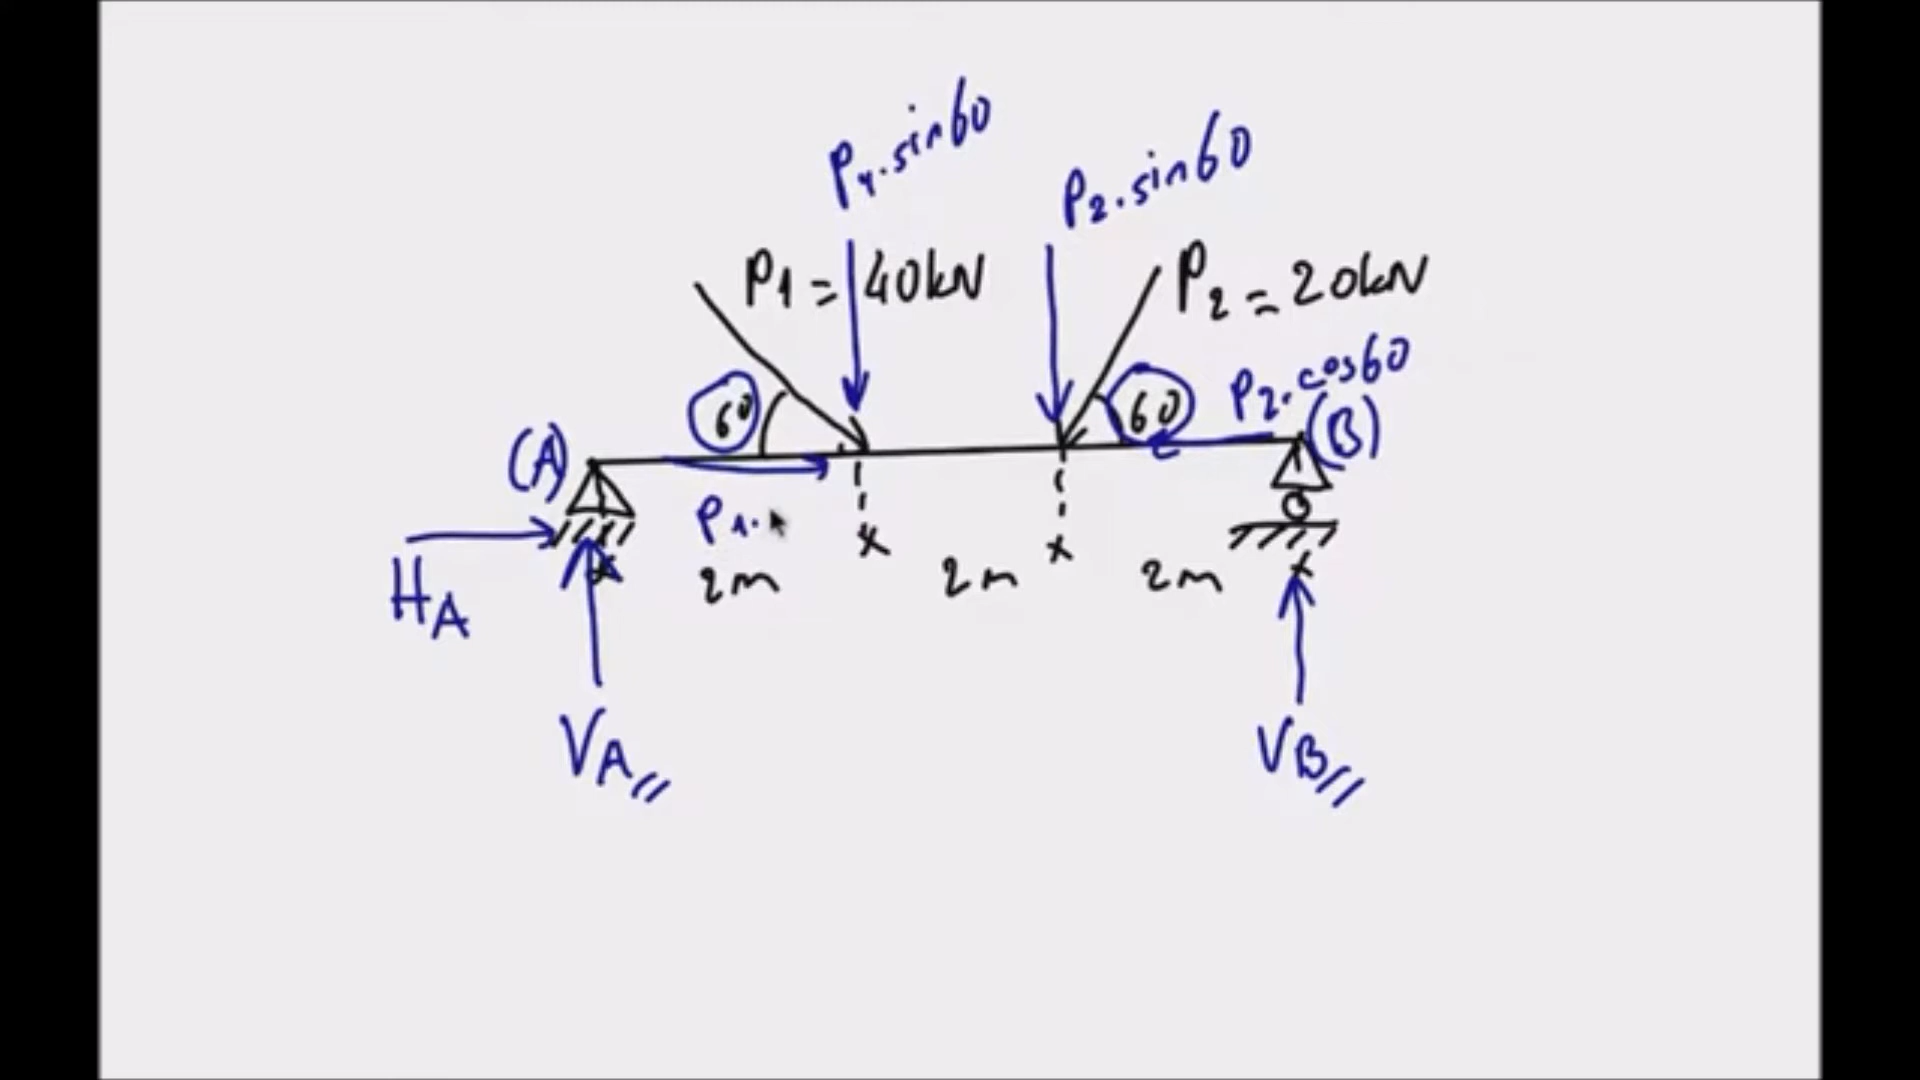 P1.sin60
P2.sin60
P1 = 40kN
P2 = 20kN
P2.cos60
60
60
(A)
(B)
P1.
HA
2m
2m
2m
VA
VB